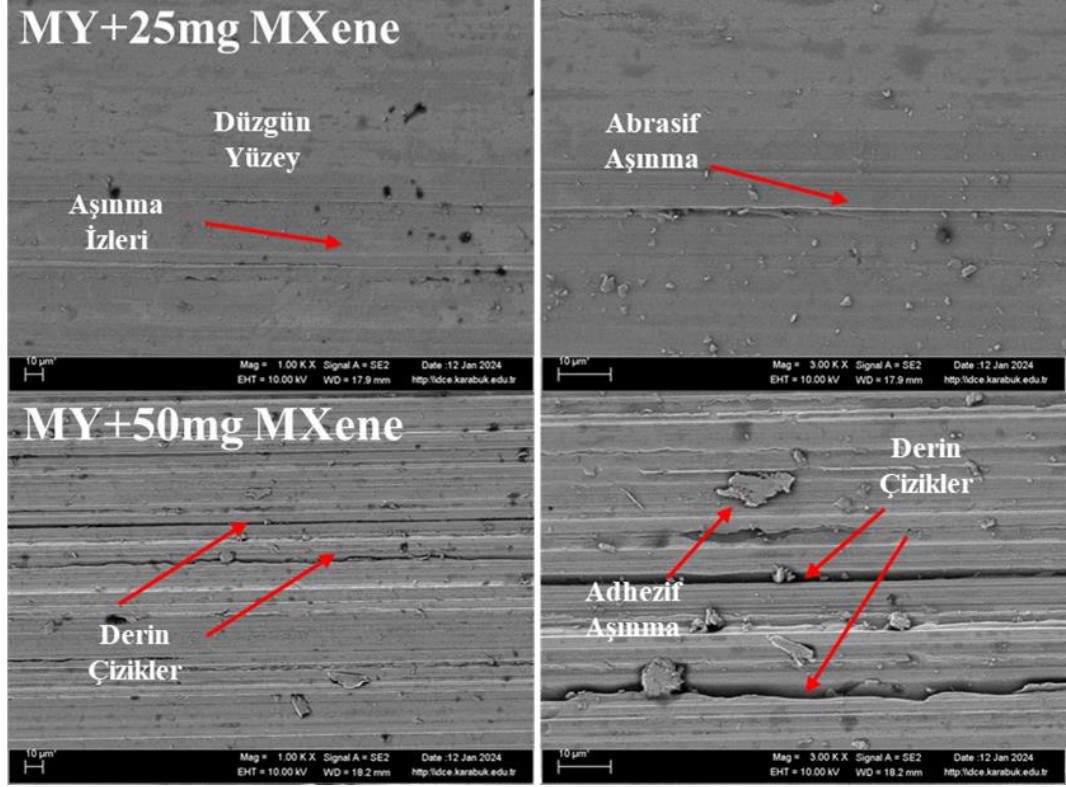 MY+25mg MXene
Düzgün
Yüzey
Aşınma
İzleri
10 µm
Mag = 1.00 K X Signal A = SE2 Date :12 Jan 2024
EHT = 10.00 kV WD = 17.9 mm http\\idce.karabuk.edu.tr
Abrasif
Aşınma
10 µm
Mag = 3.00 K X Signal A = SE2 Date :12 Jan 2024
EHT = 10.00 kV WD = 17.9 mm http\\idce.karabuk.edu.tr
MY+50mg MXene
Derin
Çizikler
10 µm
Mag = 1.00 K X Signal A = SE2 Date :12 Jan 2024
EHT = 10.00 kV WD = 18.2 mm http\\idce.karabuk.edu.tr
Derin
Çizikler
Adhezif
Aşınma
10 µm
Mag = 3.00 K X Signal A = SE2 Date :12 Jan 2024
EHT = 10.00 kV WD = 18.2 mm http\\idce.karabuk.edu.tr